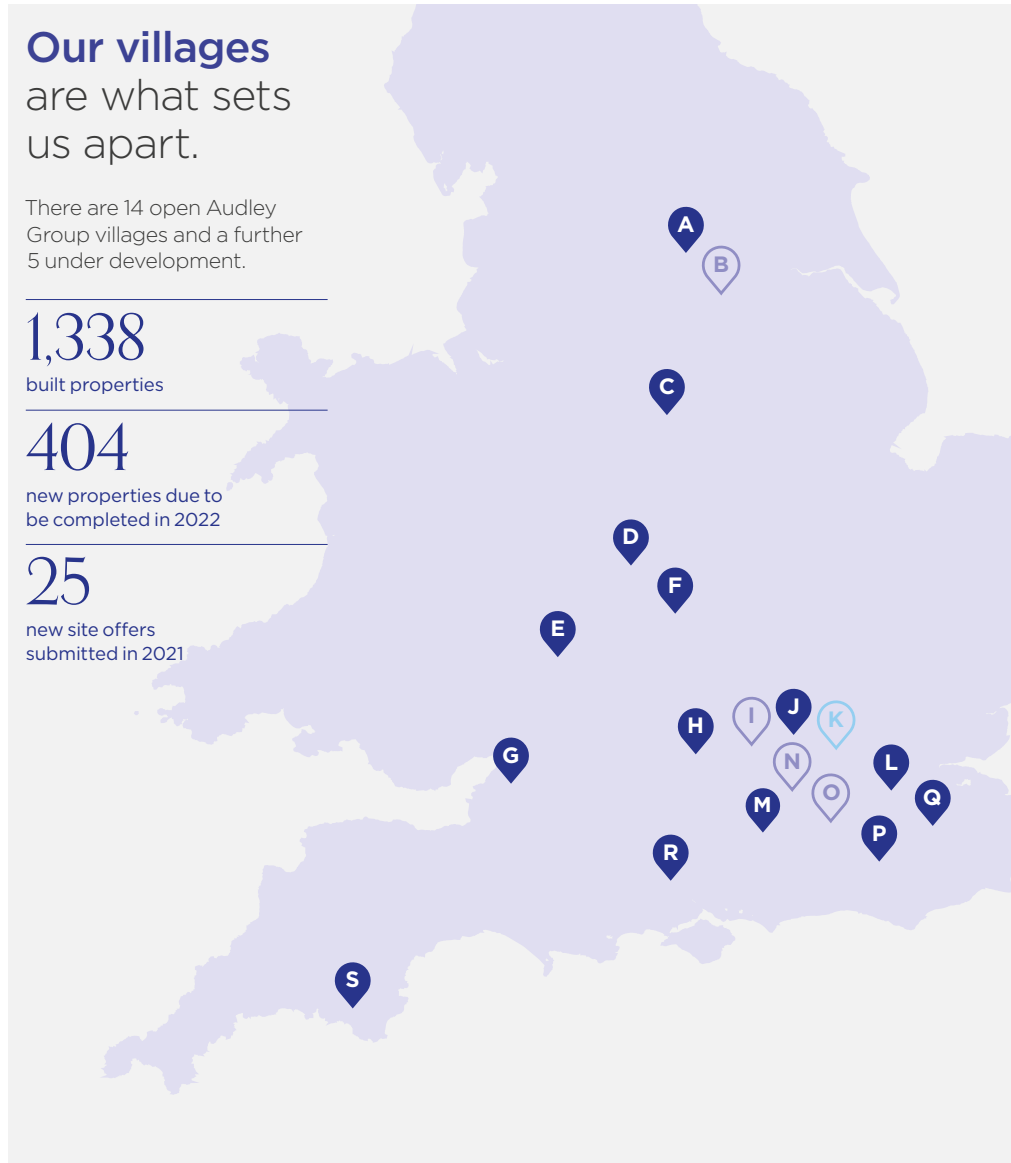 Our villages
are what sets
us apart.
There are 14 open Audley
Group villages and a further
5 under development.
1,338
built properties
404
new properties due to
be completed in 2022
25
new site offers
submitted in 2021
A
B
C
D
F
E
I
J
K
H
G
N
L
O
Q
M
P
R
S